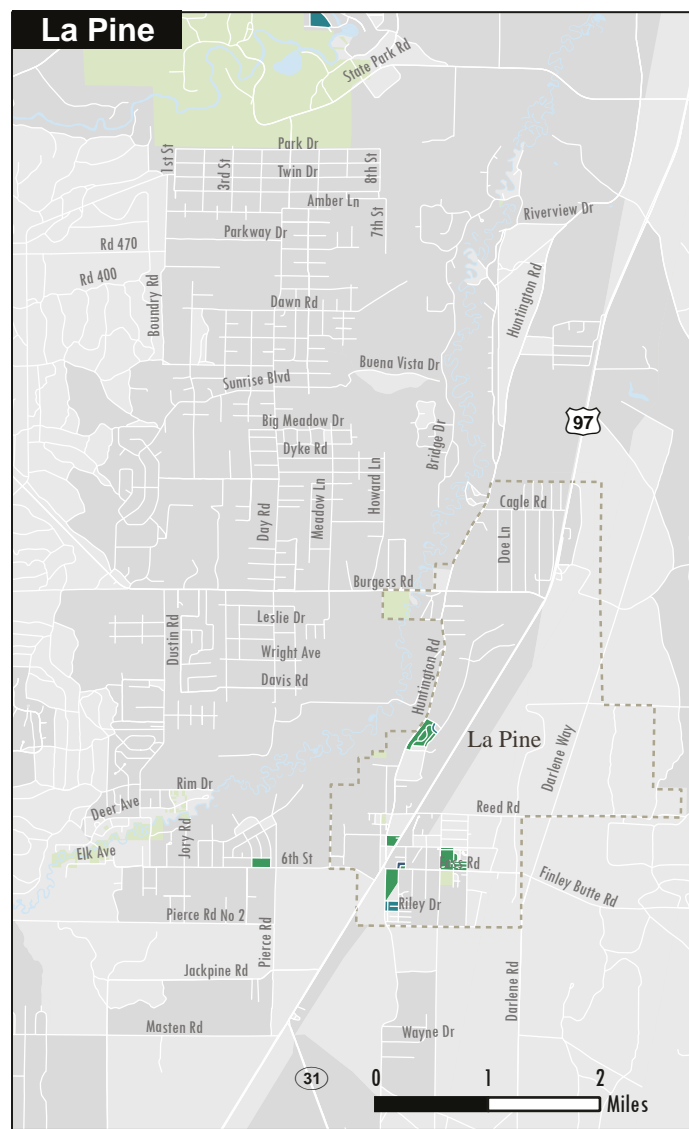 La Pine
State Park Rd
Park Dr
1st St
3rd St
Twin Dr
8th St
Amber Ln
7th St
Riverview Dr
Parkway Dr
Rd 470
Rd 400
Boundry Rd
Huntington Rd
Dawn Rd
Buena Vista Dr
Sunrise Blvd
Big Meadow Dr
97
Dyke Rd
Bridge Dr
Day Rd
Meadow Ln
Howard Ln
Cagle Rd
Doe Ln
Burgess Rd
Leslie Dr
Dustin Rd
Wright Ave
Davis Rd
Huntington Rd
La Pine
Darlene Way
Rim Dr
Deer Ave
Reed Rd
Jory Rd
Elk Ave
6th St
Rd
Finley Butte Rd
Riley Dr
Pierce Rd No 2
Pierce Rd
Jackpine Rd
Darlene Rd
Masten Rd
Wayne Dr
31
0 1 2
Miles